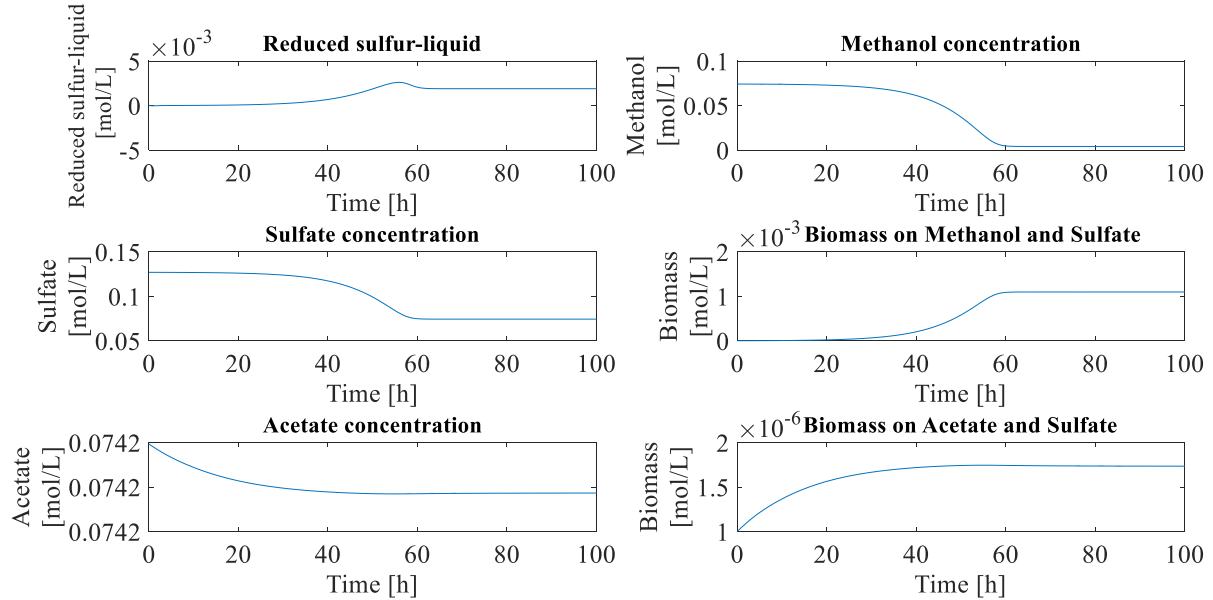 Reduced sulfur-liquid
×10-3
Reduced sulfur-liquid
[mol/L]
5
0
-5
0 20 40 60 80 100
Time [h]
Methanol concentration
Methanol
[mol/L]
0.1
0.05
0
0 20 40 60 80 100
Time [h]
Sulfate concentration
Sulfate
[mol/L]
0.15
0.1
0.05
0 20 40 60 80 100
Time [h]
×10-3
Biomass on Methanol and Sulfate
Biomass
[mol/L]
2
1
0
0 20 40 60 80 100
Time [h]
Acetate concentration
Acetate
[mol/L]
0.0742
0.0742
0.0742
0 20 40 60 80 100
Time [h]
×10-6
Biomass on Acetate and Sulfate
Biomass
[mol/L]
2
1.5
1
0 20 40 60 80 100
Time [h]